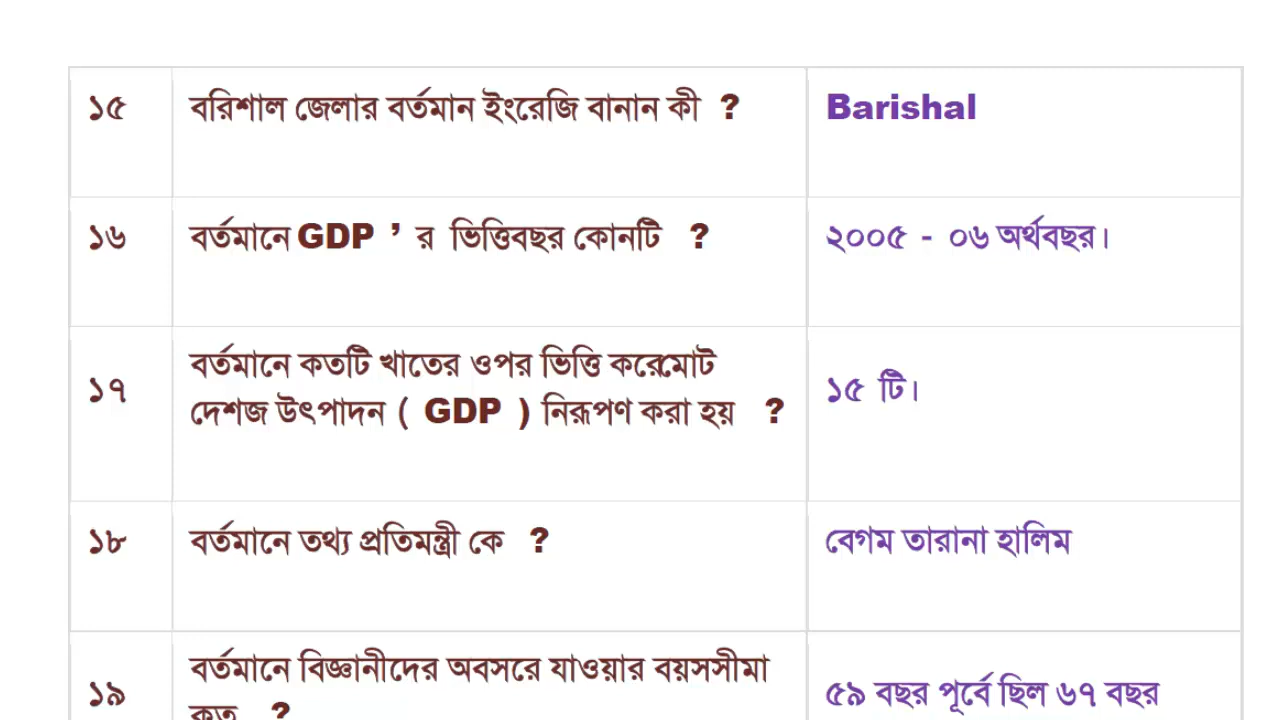 ১৫
বরিশাল জেলার বর্তমান ইংরেজি বানান কী ?
Barishal
১৬
বর্তমানে GDP ’ র ভিত্তিবছর কোনটি ?
২০০৫ - ০৬ অর্থবছর।
১৭
বর্তমানে কতটি খাতের ওপর ভিত্তি করেমোট
দেশজ উৎপাদন ( GDP ) নিরূপণ করা হয় ?
১৫ টি।
১৮
বর্তমানে তথ্য প্রতিমন্ত্রী কে ?
বেগম তারানা হালিম
১৯
বর্তমানে বিজ্ঞানীদের অবসরে যাওয়ার বয়সসীমা
কত ?
৫৯ বছর পূর্বে ছিল ৬৭ বছর